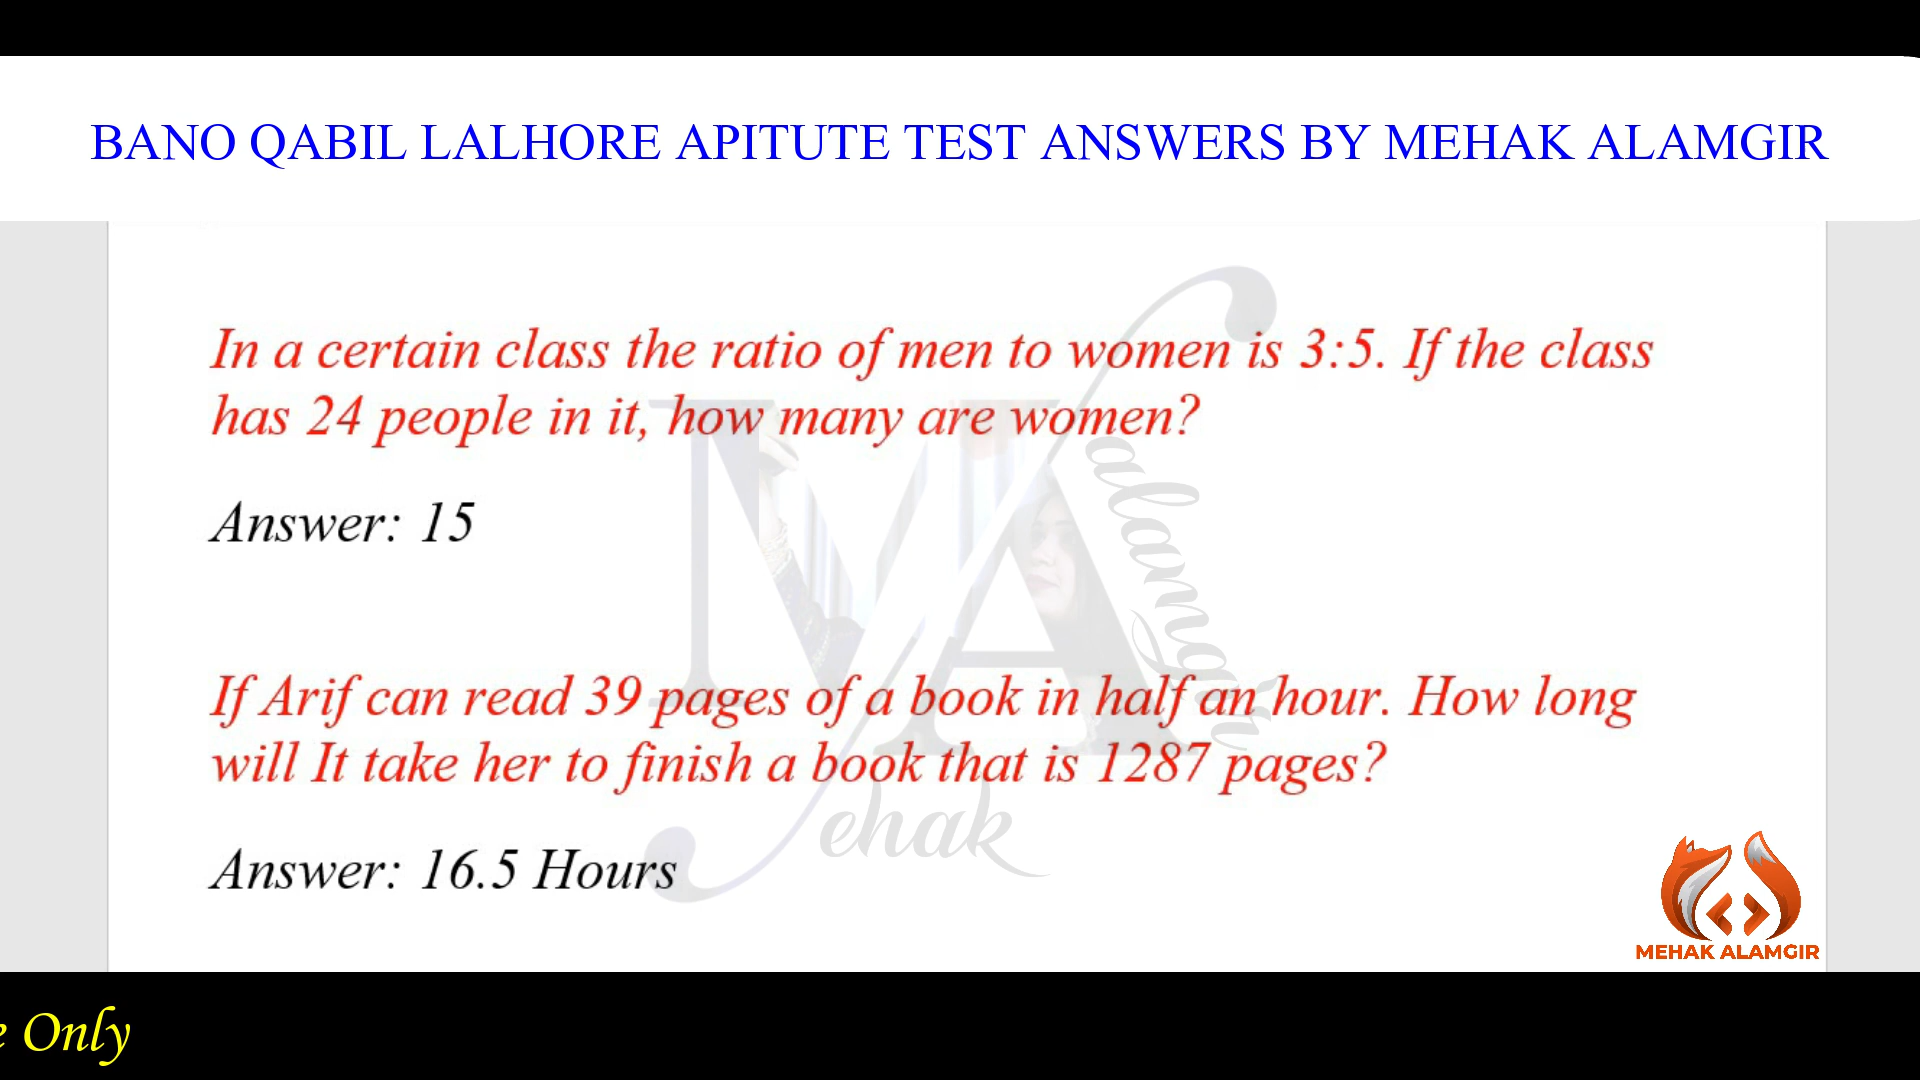 BANO QABIL LALHORE APITUTE TEST ANSWERS BY MEHAK ALAMGIR
In a certain class the ratio of men to women is 3:5. If the class
has 24 people in it, how many are women?
Answer: 15
If Arif can read 39 pages of a book in half an hour. How long
will It take her to finish a book that is 1287 pages?
Answer: 16.5 Hours
MA
alamgir
ehak
MEHAK ALAMGIR
e Only